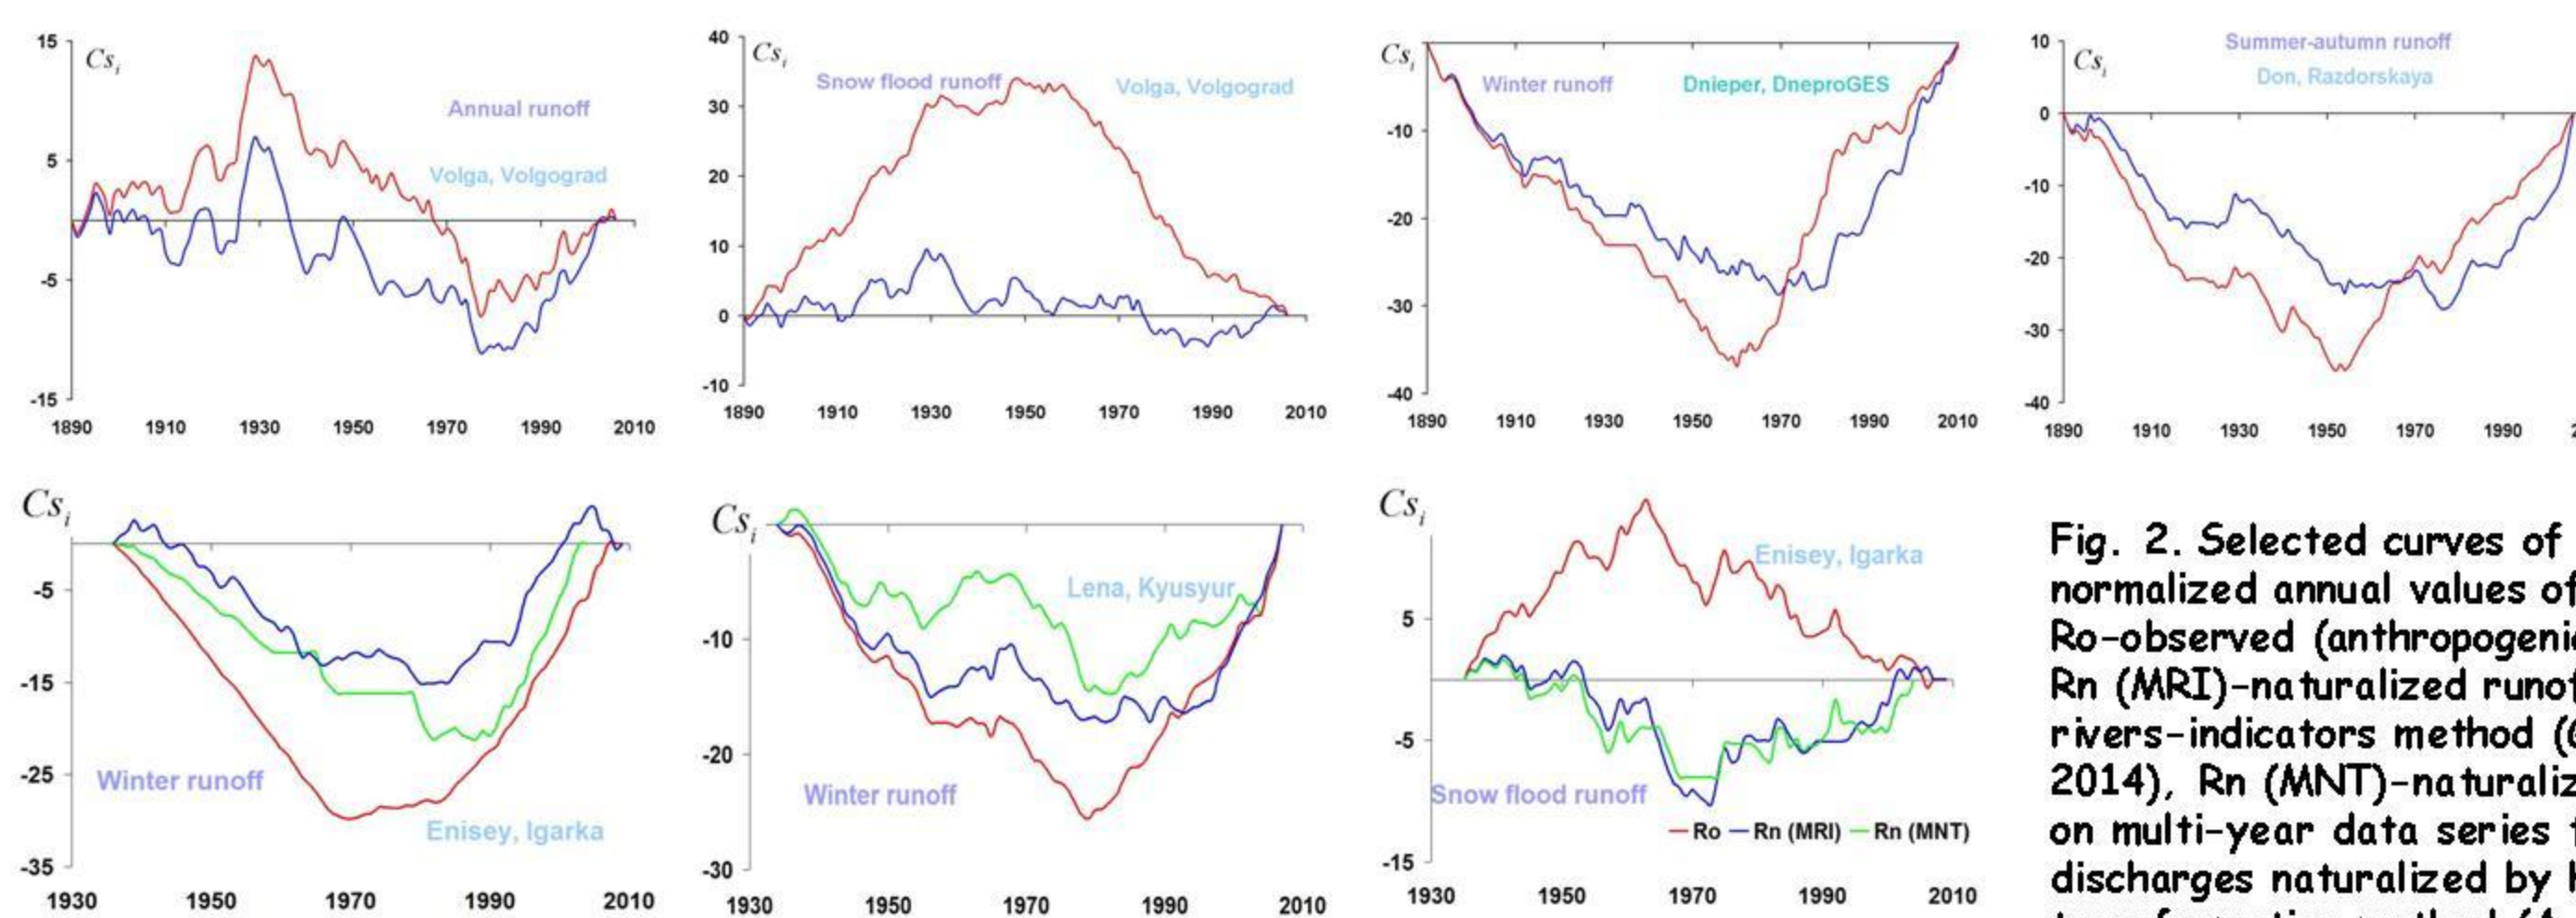 15
Cs_i
Annual runoff
5
Volga, Volgograd
-5
-15
1890 1910 1930 1950 1970 1990 2010
40
Cs_i
Snow flood runoff Volga, Volgograd
30
20
10
0
-10
1890 1910 1930 1950 1970 1990 2010
Cs_i
Winter runoff Dnieper, DneproGES
-10
-20
-30
-40
1890 1910 1930 1950 1970 1990 2010
10
Summer-autumn runoff
Cs_i
Don, Razdorskaya
0
-10
-20
-30
-40
1890 1910 1930 1950 1970 1990
Cs_i
-5
-15
-25
Winter runoff
Enisey, Igarka
-35
1930 1950 1970 1990 2010
Cs_i
Lena, Kyusyur
-10
-20
Winter runoff
-30
1930 1950 1970 1990 2010
Cs_i
Enisey, Igarka
5
-5
Snow flood runoff
Ro Rn (MRI) Rn (MNT)
-15
1930 1950 1970 1990 2010
Fig. 2. Selected curves of
normalized annual values of
Ro-observed (anthropogeni
Rn (MRI)-naturalized runof
rivers-indicators method (
2014), Rn (MNT)-naturaliz
on multi-year data series
discharges naturalized by